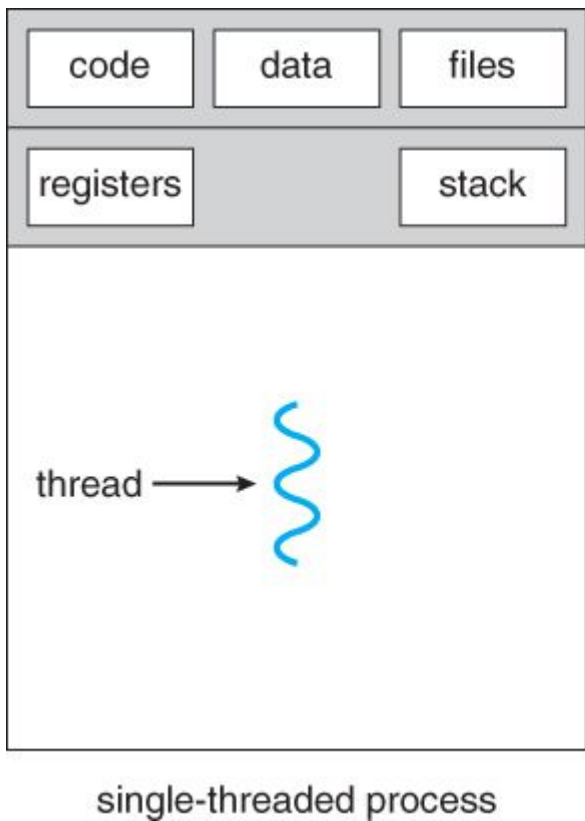 code data files
registers stack
thread
single-threaded process